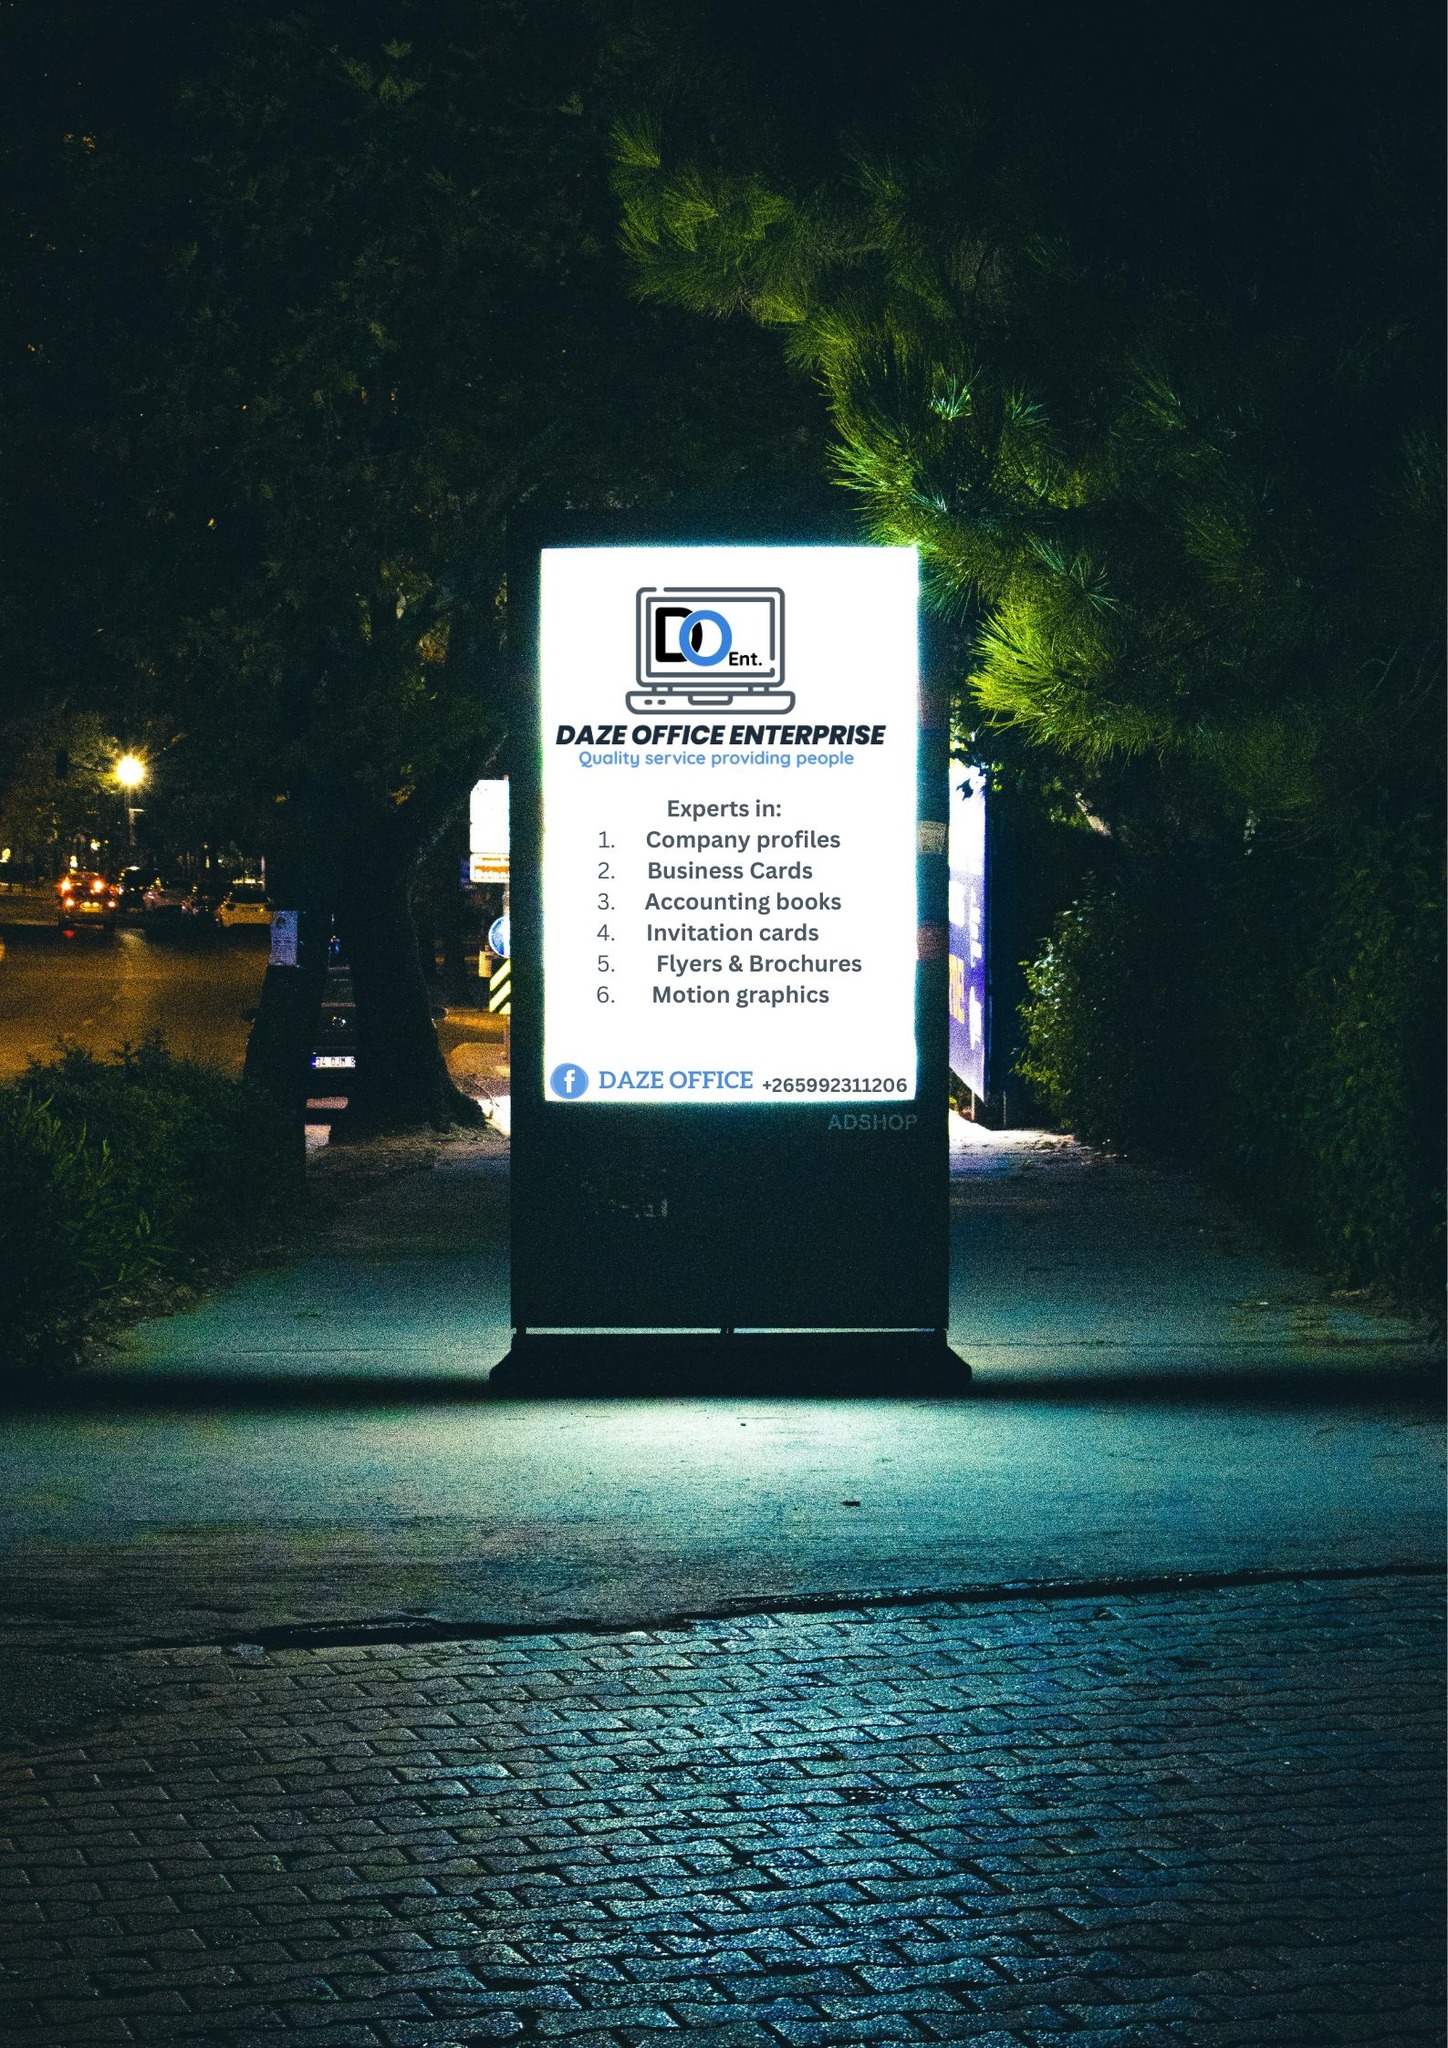 DO Ent.
DAZE OFFICE ENTERPRISE
Quality service providing people
Experts in:
1. Company profiles
2. Business Cards
3. Accounting books
4. Invitation cards
5. Flyers & Brochures
6. Motion graphics
f DAZE OFFICE +265992311206
ADSHOP